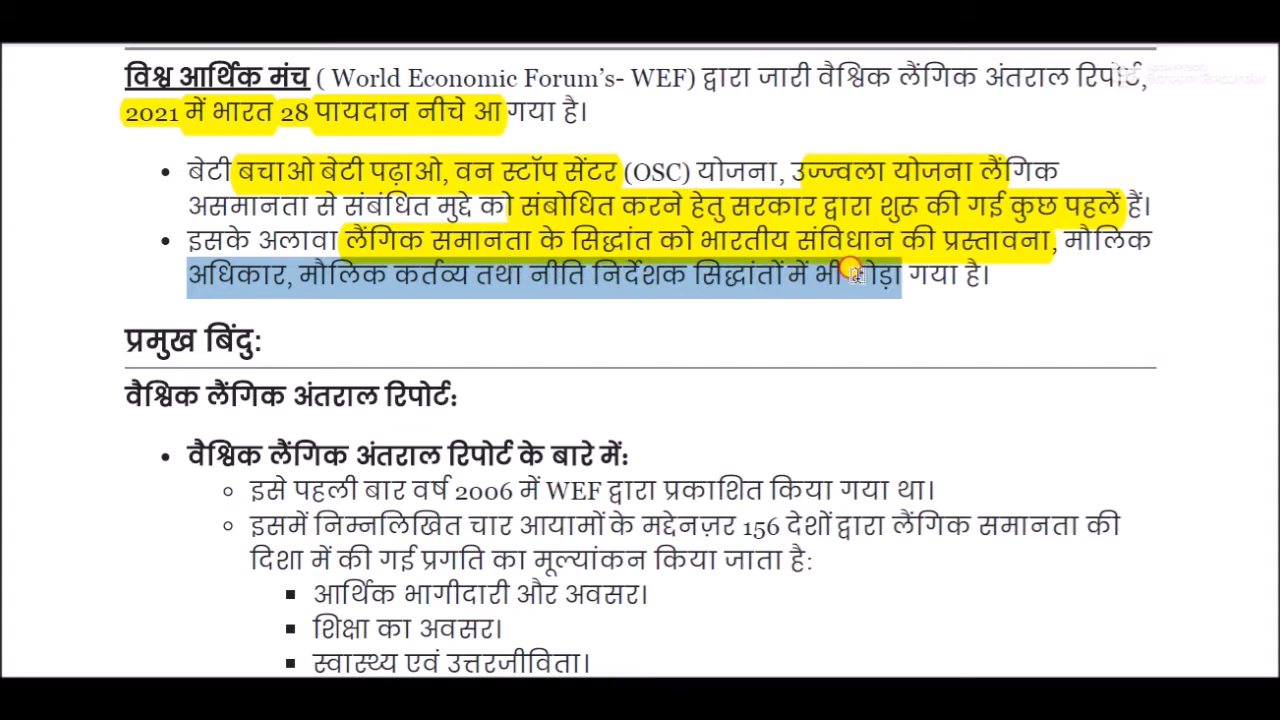 विश्व आर्थिक मंच ( World Economic Forum’s- WEF) द्वारा जारी वैश्विक लैंगिक अंतराल रिपोर्ट,
2021 में भारत 28 पायदान नीचे आ गया है।
• बेटी बचाओ बेटी पढ़ाओ, वन स्टॉप सेंटर (OSC) योजना, उज्ज्वला योजना लैंगिक
असमानता से संबंधित मुद्दे को संबोधित करने हेतु सरकार द्वारा शुरू की गई कुछ पहलें हैं।
• इसके अलावा लैंगिक समानता के सिद्धांत को भारतीय संविधान की प्रस्तावना, मौलिक
अधिकार, मौलिक कर्तव्य तथा नीति निर्देशक सिद्धांतों में भी जोड़ा गया है।
प्रमुख बिंदु:
वैश्विक लैंगिक अंतराल रिपोर्ट:
• वैश्विक लैंगिक अंतराल रिपोर्ट के बारे में:
○ इसे पहली बार वर्ष 2006 में WEF द्वारा प्रकाशित किया गया था।
○ इसमें निम्नलिखित चार आयामों के मद्देनज़र 156 देशों द्वारा लैंगिक समानता की
दिशा में की गई प्रगति का मूल्यांकन किया जाता है:
■ आर्थिक भागीदारी और अवसर।
■ शिक्षा का अवसर।
■ स्वास्थ्य एवं उत्तरजीविता।